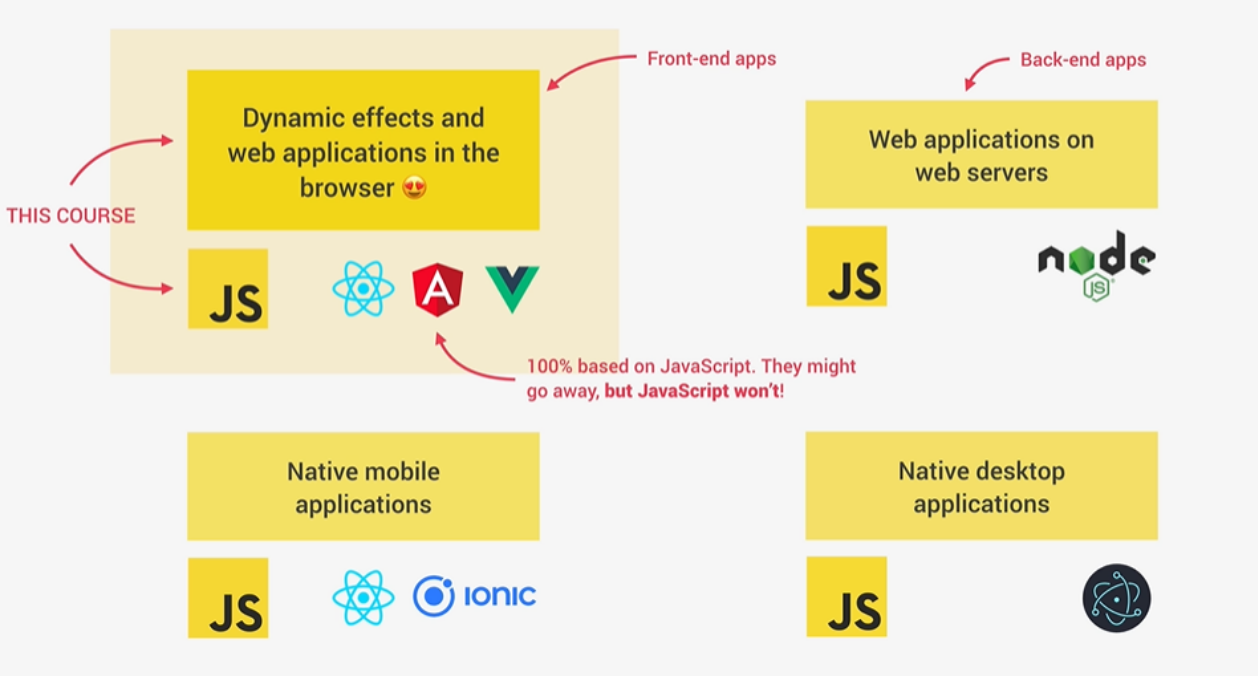 Front-end apps
Dynamic effects and
web applications in the
browser 😍
THIS COURSE
JS
A
100% based on JavaScript. They might
go away, but JavaScript won't!
Back-end apps
Web applications on
web servers
JS
node
JS
Native mobile
applications
JS
IONIC
Native desktop
applications
JS